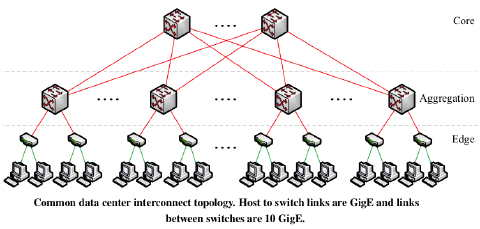 Core
Aggregation
Edge
Common data center interconnect topology. Host to switch links are GigE and links
between switches are 10 GigE.